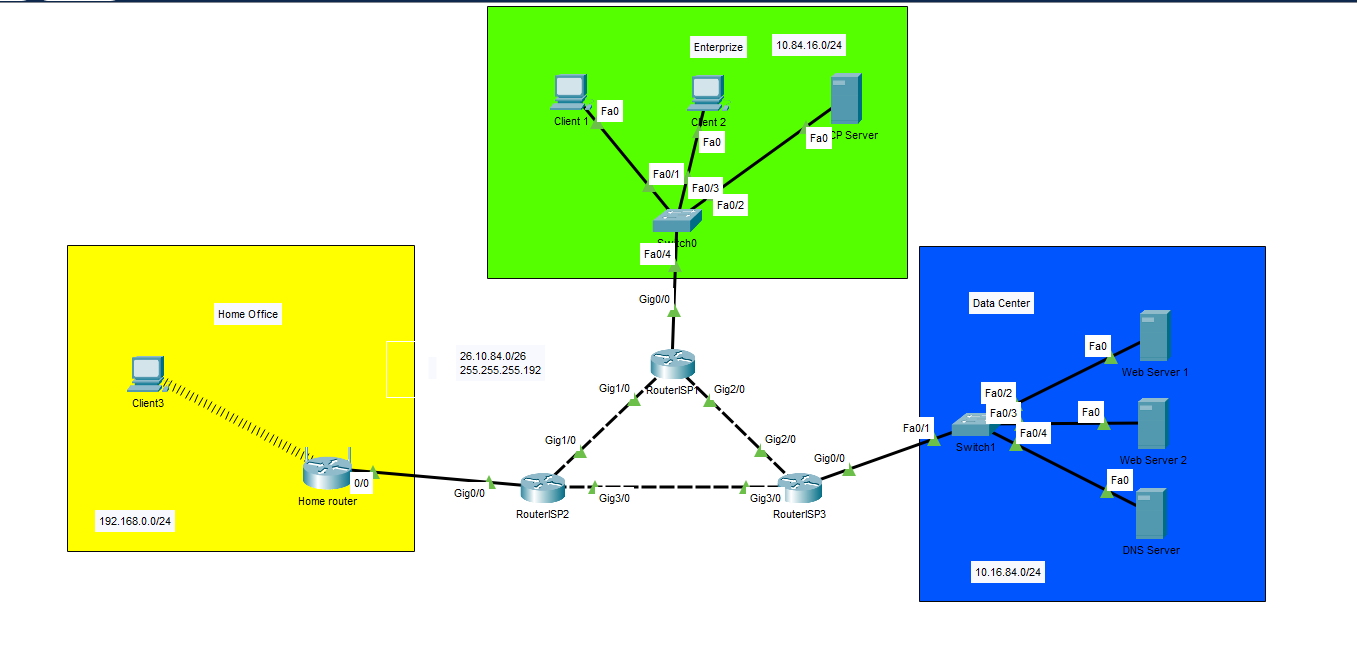 Enterprize
10.84.16.0/24
Client 1
Fa0
Client 2
Fa0
CP Server
Fa0
Fa0/1
Fa0/3
Fa0/2
Switch0
Fa0/4
Gig0/0
Home Office
Client3
Home router
0/0
192.168.0.0/24
26.10.84.0/26
255.255.255.192
RouterISP1
Gig1/0
Gig2/0
Gig1/0
Gig2/0
Gig0/0
RouterISP2
Gig3/0
Gig3/0
RouterISP3
Gig0/0
Data Center
Fa0/1
Fa0/2
Fa0/3
Fa0/4
Switch1
Fa0
Web Server 1
Fa0
Web Server 2
Fa0
DNS Server
10.16.84.0/24